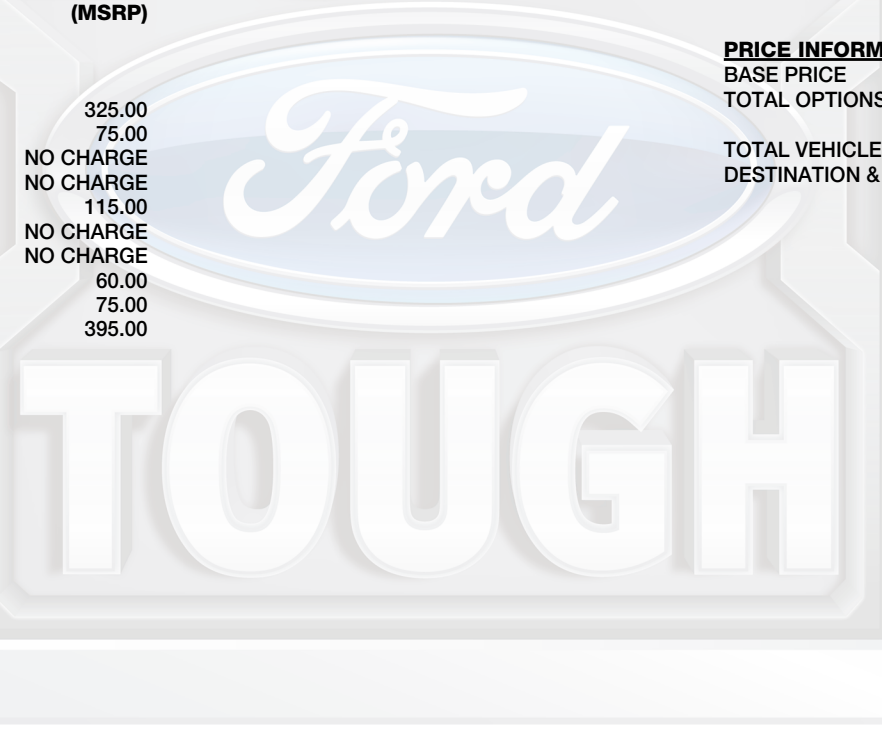 (MSRP)
325.00
75.00
NO CHARGE
NO CHARGE
115.00
NO CHARGE
NO CHARGE
60.00
75.00
395.00
PRICE INFORM
BASE PRICE
TOTAL OPTIONS
TOTAL VEHICLE
DESTINATION &
Ford
TOUGH